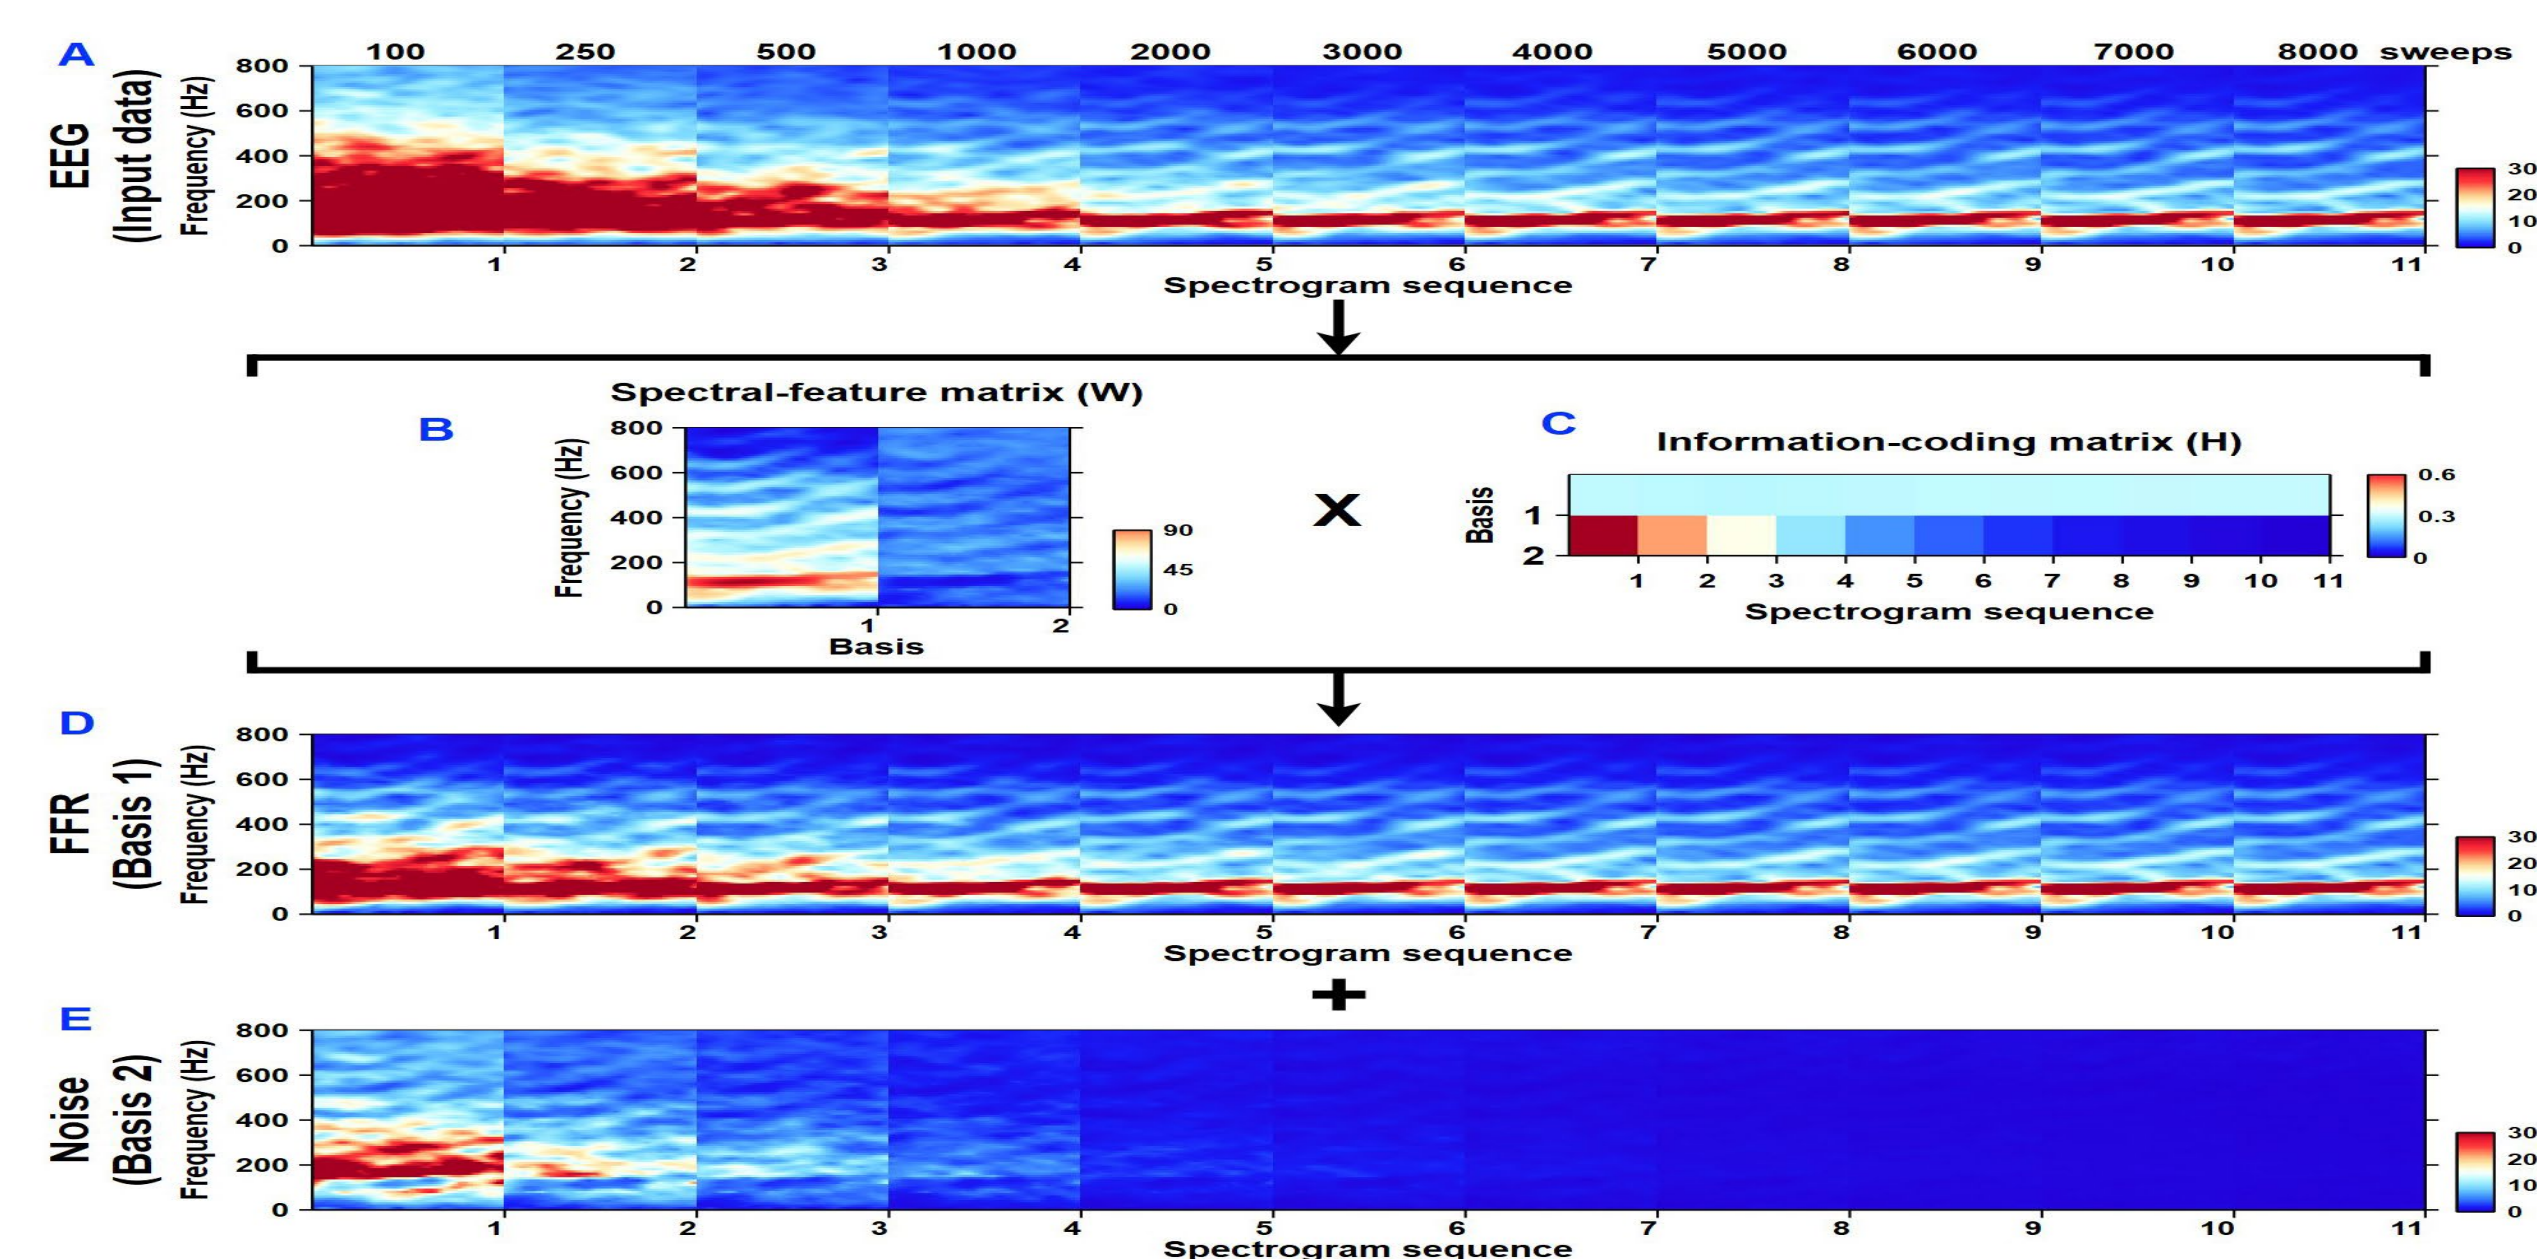 A
100 250 500 1000 2000 3000 4000 5000 6000 7000 8000 sweeps
EEG
(Input data)
Frequency (Hz)
800
600
400
200
0
1 2 3 4 5 6 7 8 9 10 11
Spectrogram sequence
30
20
10
0
B
Spectral-feature matrix (W)
Frequency (Hz)
800
600
400
200
0
1 2
Basis
90
45
0
X
C
Information-coding matrix (H)
Basis
1
2
1 2 3 4 5 6 7 8 9 10 11
Spectrogram sequence
0.6
0.3
0
D
FFR
(Basis 1)
Frequency (Hz)
800
600
400
200
0
1 2 3 4 5 6 7 8 9 10 11
Spectrogram sequence
30
20
10
0
+
E
Noise
(Basis 2)
Frequency (Hz)
800
600
400
200
0
1 2 3 4 5 6 7 8 9 10 11
Spectrogram sequence
30
20
10
0